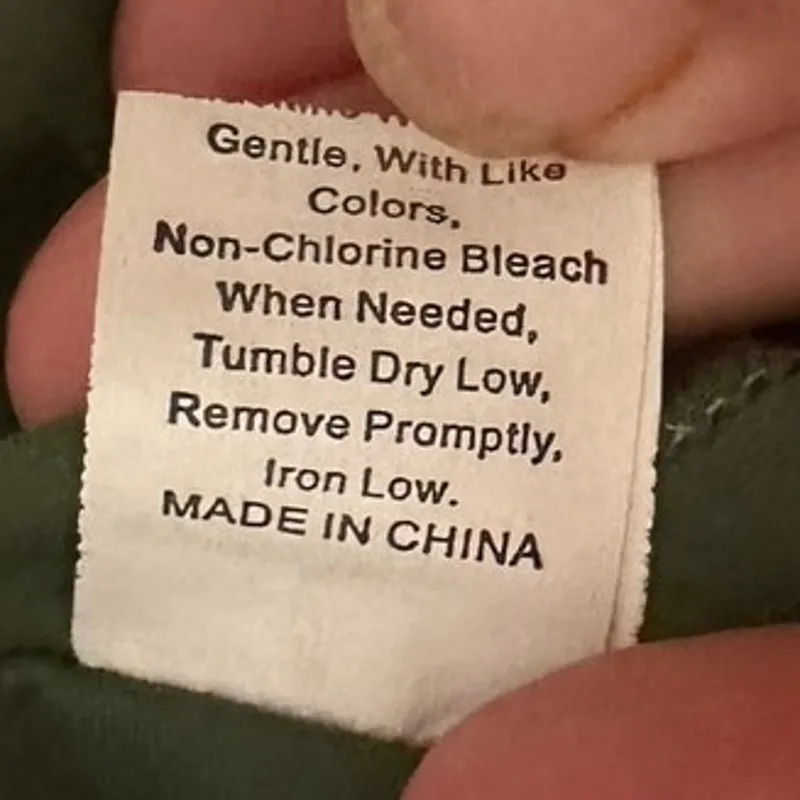 Gentle, With Like
Colors,
Non-Chlorine Bleach
When Needed,
Tumble Dry Low,
Remove Promptly,
Iron Low.
MADE IN CHINA